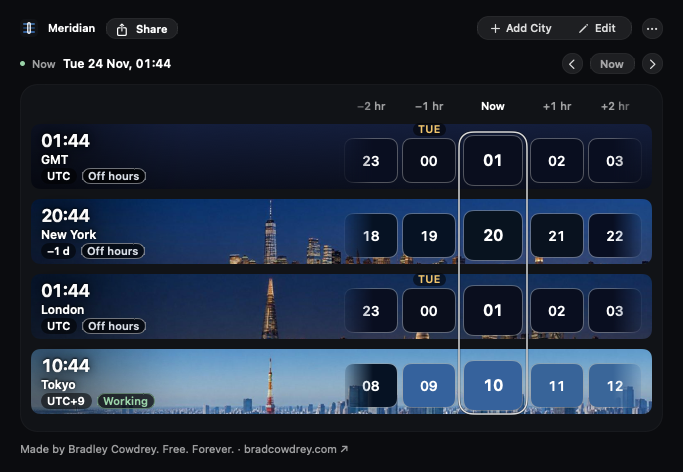 Meridian Share + Add City Edit ...
Now Tue 24 Nov, 01:44 Now
−2 hr −1 hr Now +1 hr +2 hr
01:44
GMT
UTC Off hours
TUE
23 00 01 02 03
20:44
New York
−1 d Off hours
18 19 20 21 22
01:44
London
UTC Off hours
TUE
23 00 01 02 03
10:44
Tokyo
UTC+9 Working
08 09 10 11 12
Made by Bradley Cowdrey. Free. Forever. · bradcowdrey.com ↗